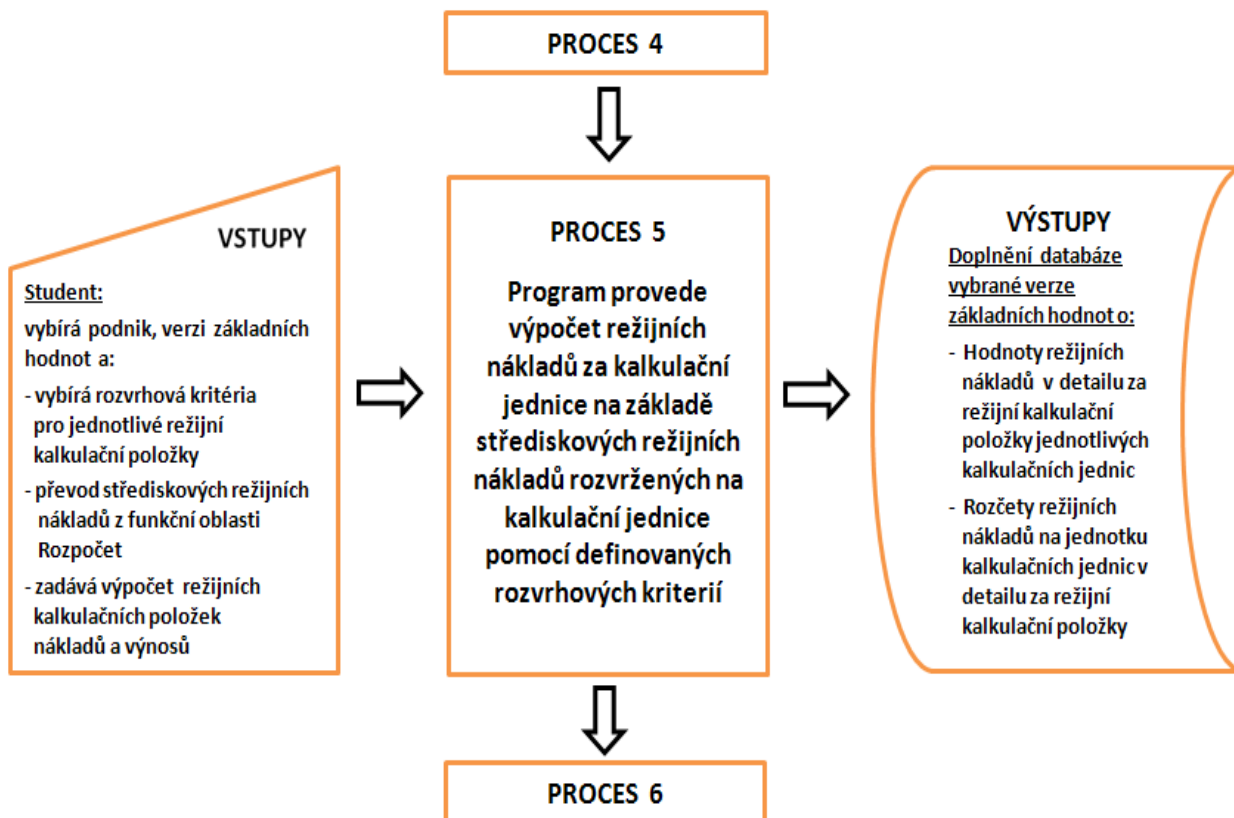 PROCES 4
VSTUPY
Student:
vybírá podnik, verzi základních
hodnot a:
- vybírá rozvrhová kritéria
pro jednotlivé režijní
kalkulační položky
- převod střediskových režijních
nákladů z funkční oblasti
Rozpočet
- zadává výpočet režijních
kalkulačních položek
nákladů a výnosů
PROCES 5
Program provede
výpočet režijních
nákladů za kalkulační
jednice na základě
střediskových režijních
nákladů rozvržených na
kalkulační jednice
pomocí definovaných
rozvrhových kriterií
VÝSTUPY
Doplnění databáze
vybrané verze
základních hodnot o:
- Hodnoty režijních
nákladů v detailu za
režijní kalkulační
položky jednotlivých
kalkulačních jednic
- Rozčety režijních
nákladů na jednotku
kalkulačních jednic v
detailu za režijní
kalkulační položky
PROCES 6